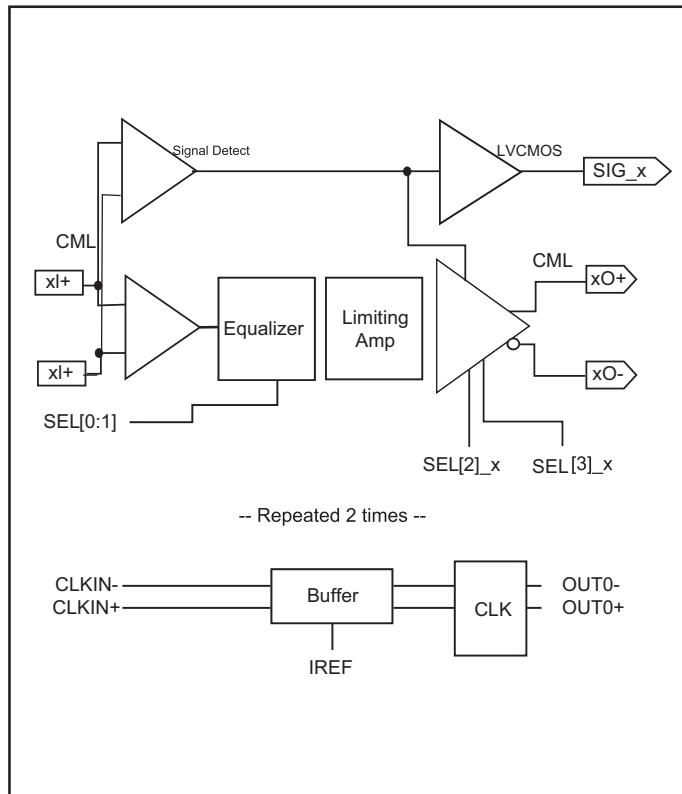 Signal Detect
LVCMOS
SIG_x
CML
CML
xI+
xO+
Equalizer
Limiting
Amp
xI+
xO-
SEL[0:1]
SEL[2]_x
SEL [3]_x
-- Repeated 2 times --
CLKIN-
OUT0-
Buffer
CLK
CLKIN+
OUT0+
IREF